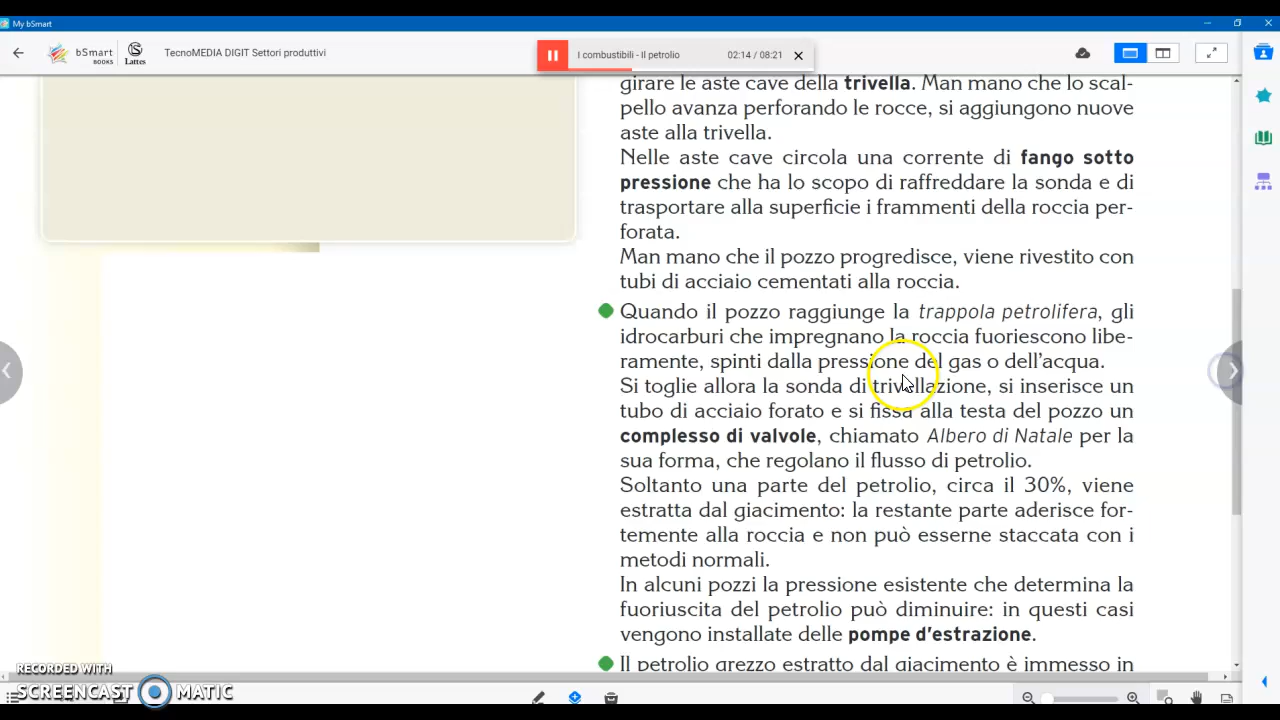 My bSmart
bSmart BOOKS Lattes TecnoMEDIA DIGIT Settori produttivi
I combustibili - Il petrolio 02:14 / 08:21
girare le aste cave della trivella. Man mano che lo scal-
pello avanza perforando le rocce, si aggiungono nuove
aste alla trivella.
Nelle aste cave circola una corrente di fango sotto
pressione che ha lo scopo di raffreddare la sonda e di
trasportare alla superficie i frammenti della roccia per-
forata.
Man mano che il pozzo progredisce, viene rivestito con
tubi di acciaio cementati alla roccia.
Quando il pozzo raggiunge la trappola petrolifera, gli
idrocarburi che impregnano la roccia fuoriescono libe-
ramente, spinti dalla pressione del gas o dell'acqua.
Si toglie allora la sonda di trivellazione, si inserisce un
tubo di acciaio forato e si fissa alla testa del pozzo un
complesso di valvole, chiamato Albero di Natale per la
sua forma, che regolano il flusso di petrolio.
Soltanto una parte del petrolio, circa il 30%, viene
estratta dal giacimento: la restante parte aderisce for-
temente alla roccia e non può esserne staccata con i
metodi normali.
In alcuni pozzi la pressione esistente che determina la
fuoriuscita del petrolio può diminuire: in questi casi
vengono installate delle pompe d'estrazione.
Il petrolio grezzo estratto dal giacimento è immesso in
RECORDED WITH
SCREENCAST MATIC